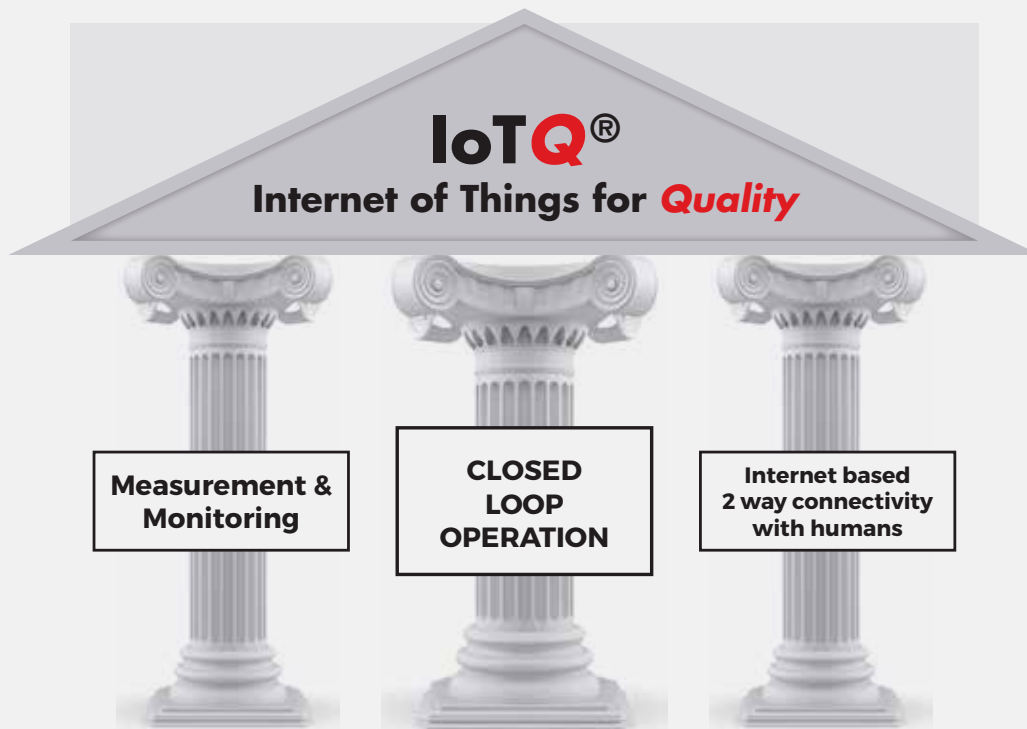 IoTQ®
Internet of Things for Quality
Measurement &
Monitoring
CLOSED
LOOP
OPERATION
Internet based
2 way connectivity
with humans